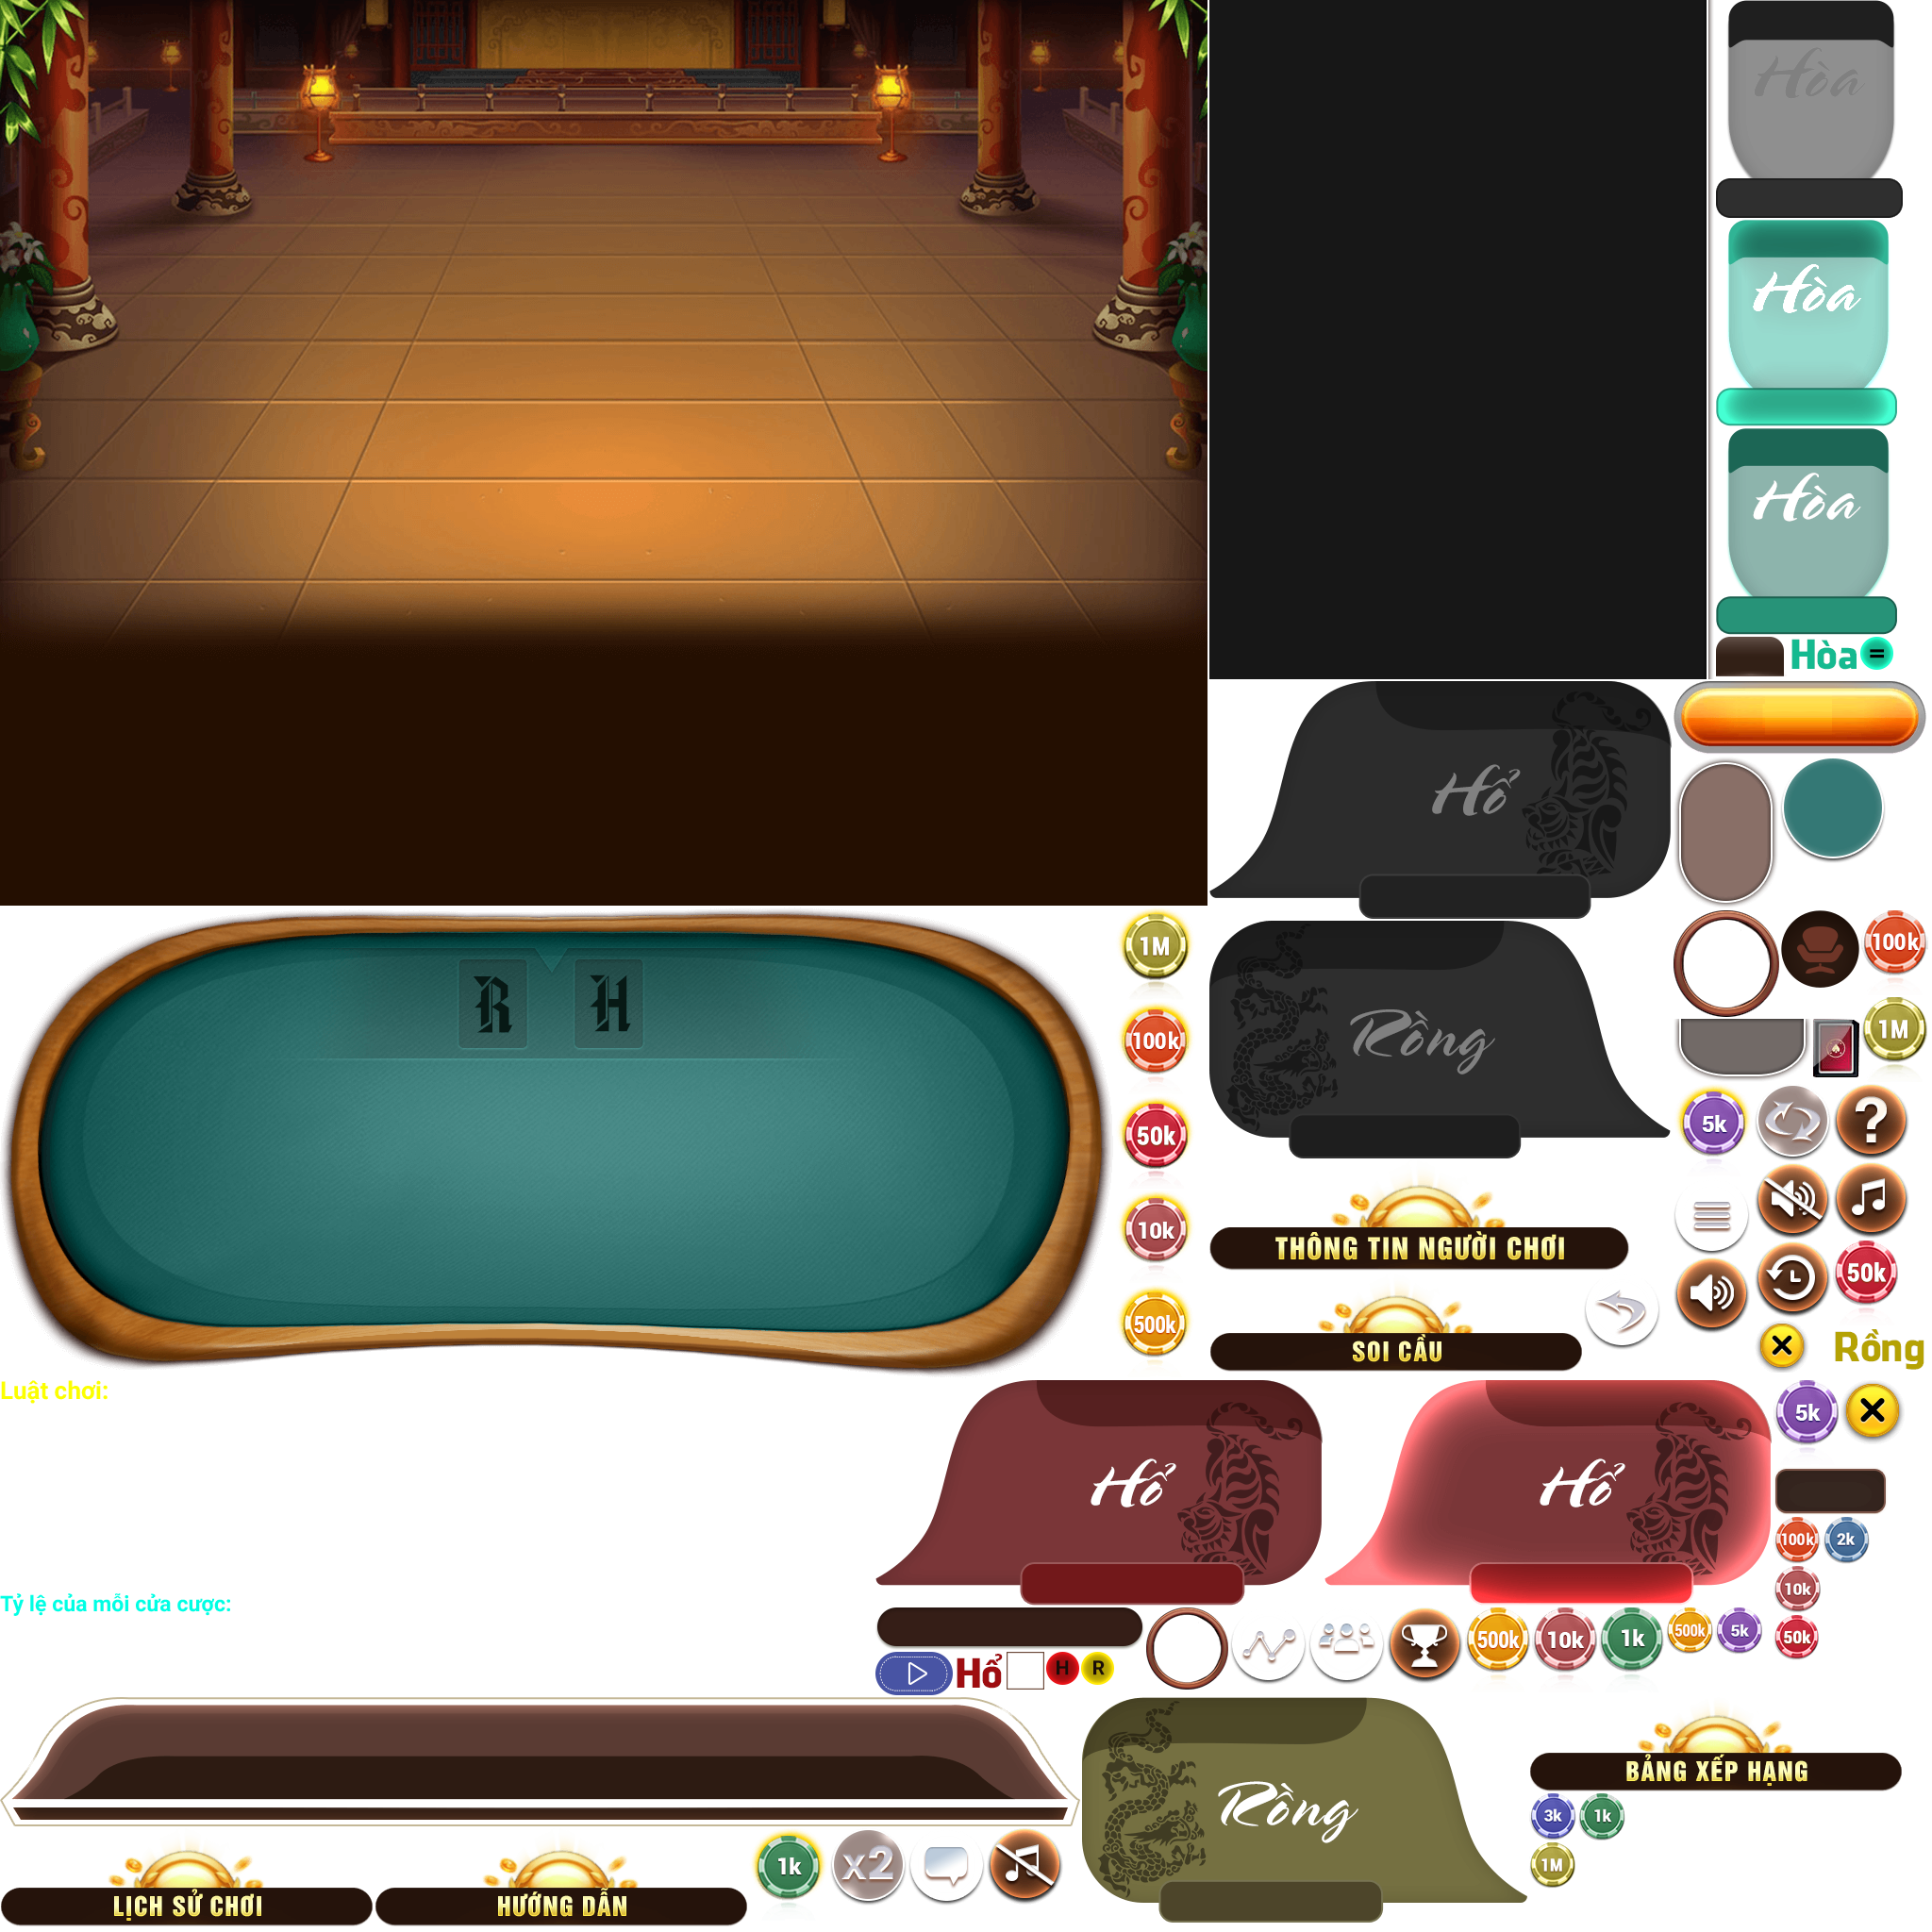 Hòa
Hòa
Hòa
Hòa =
Hổ
R H
1M
100k
100k
1M
Rồng
50k
5k
?
10k
THÔNG TIN NGƯỜI CHƠI
50k
500k
SOI CẦU
Rồng
Luật chơi:
Hổ
Hổ
5k
100k
2k
10k
Tỷ lệ của mỗi cửa cược:
500k
10k
1k
500k
5k
50k
Hổ
H
R
Rồng
BẢNG XẾP HẠNG
3k
1k
1M
1k
x2
LỊCH SỬ CHƠI
HƯỚNG DẪN